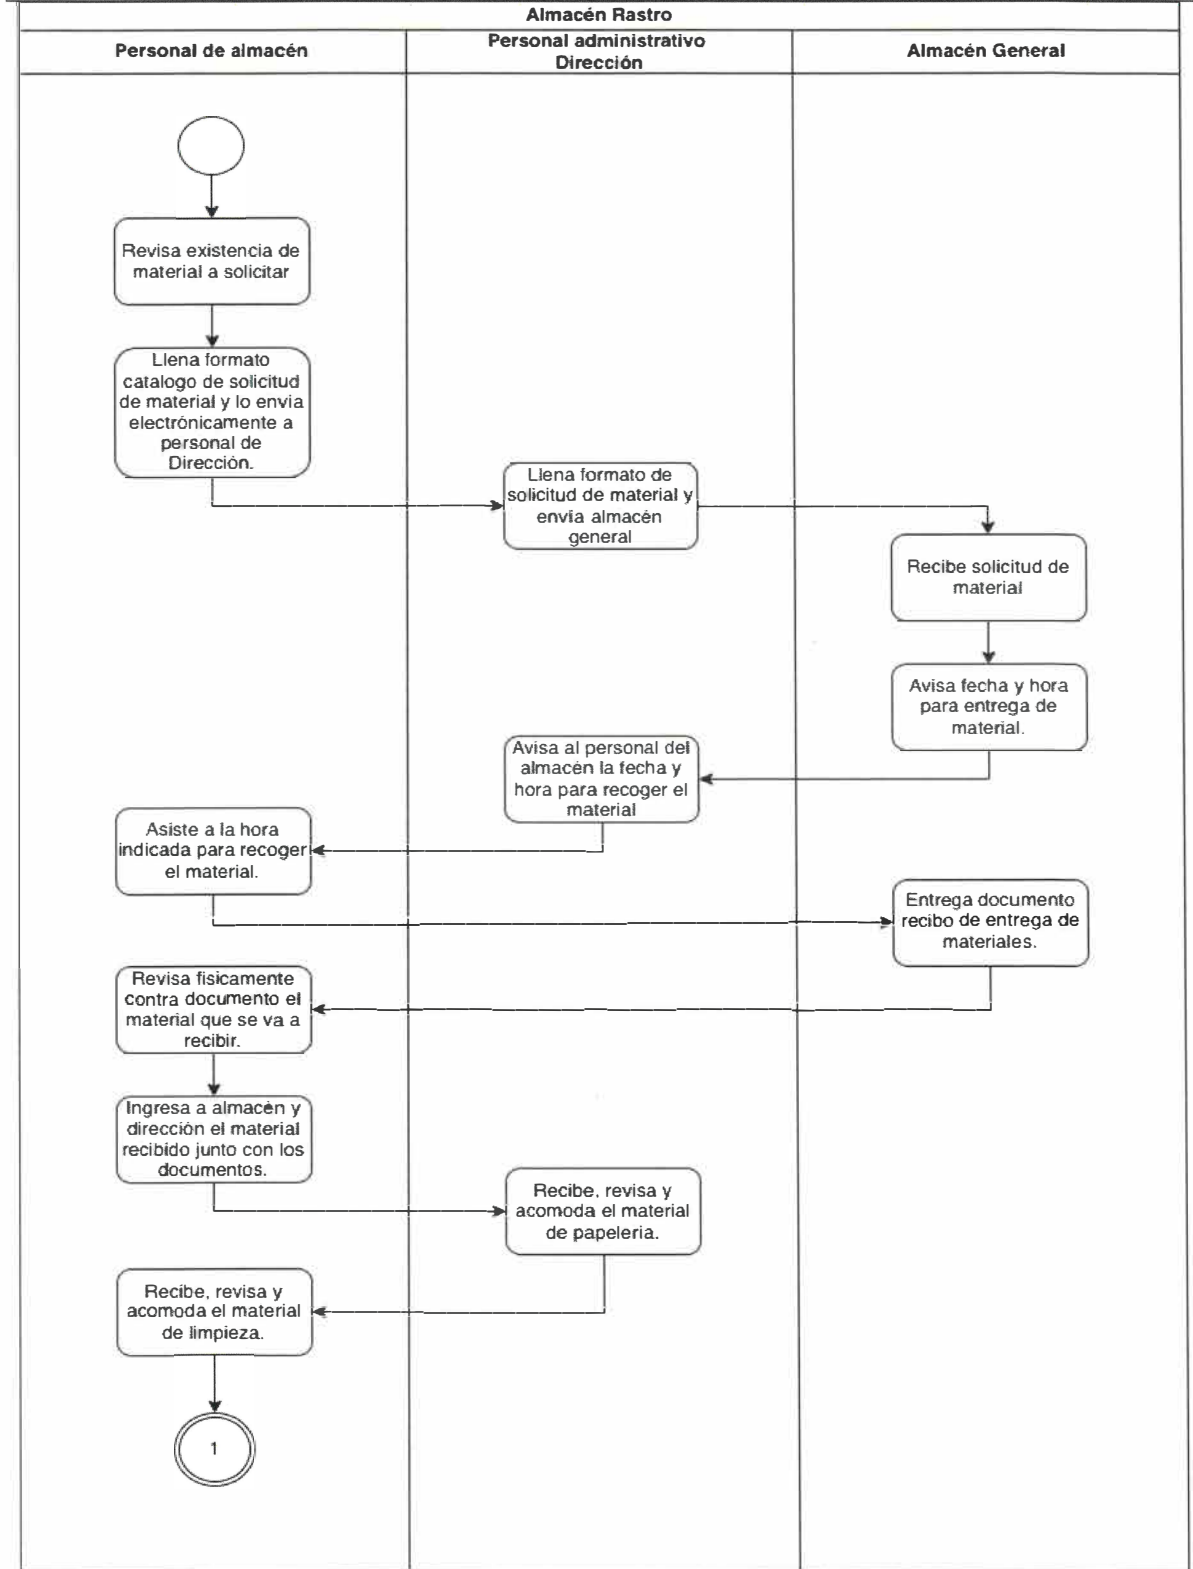 Almacén Rastro
Personal de almacén
Personal administrativo
Dirección
Almacén General
Revisa existencia de
material a solicitar
Llena formato
catalogo de solicitud
de material y lo envia
electrónicamente a
personal de
Dirección.
Llena formato de
solicitud de material y
envía almacén
general
Recibe solicitud de
material
Avisa fecha y hora
para entrega de
material.
Avisa al personal del
almacén la fecha y
hora para recoger el
material
Asiste a la hora
indicada para recoger
el material.
Entrega documento
recibo de entrega de
materiales.
Revisa fisicamente
contra documento el
material que se va a
recibir.
Ingresa a almacén y
dirección el material
recibido junto con los
documentos.
Recibe, revisa y
acomoda el material
de papeleria.
Recibe, revisa y
acomoda el material
de limpieza.
1